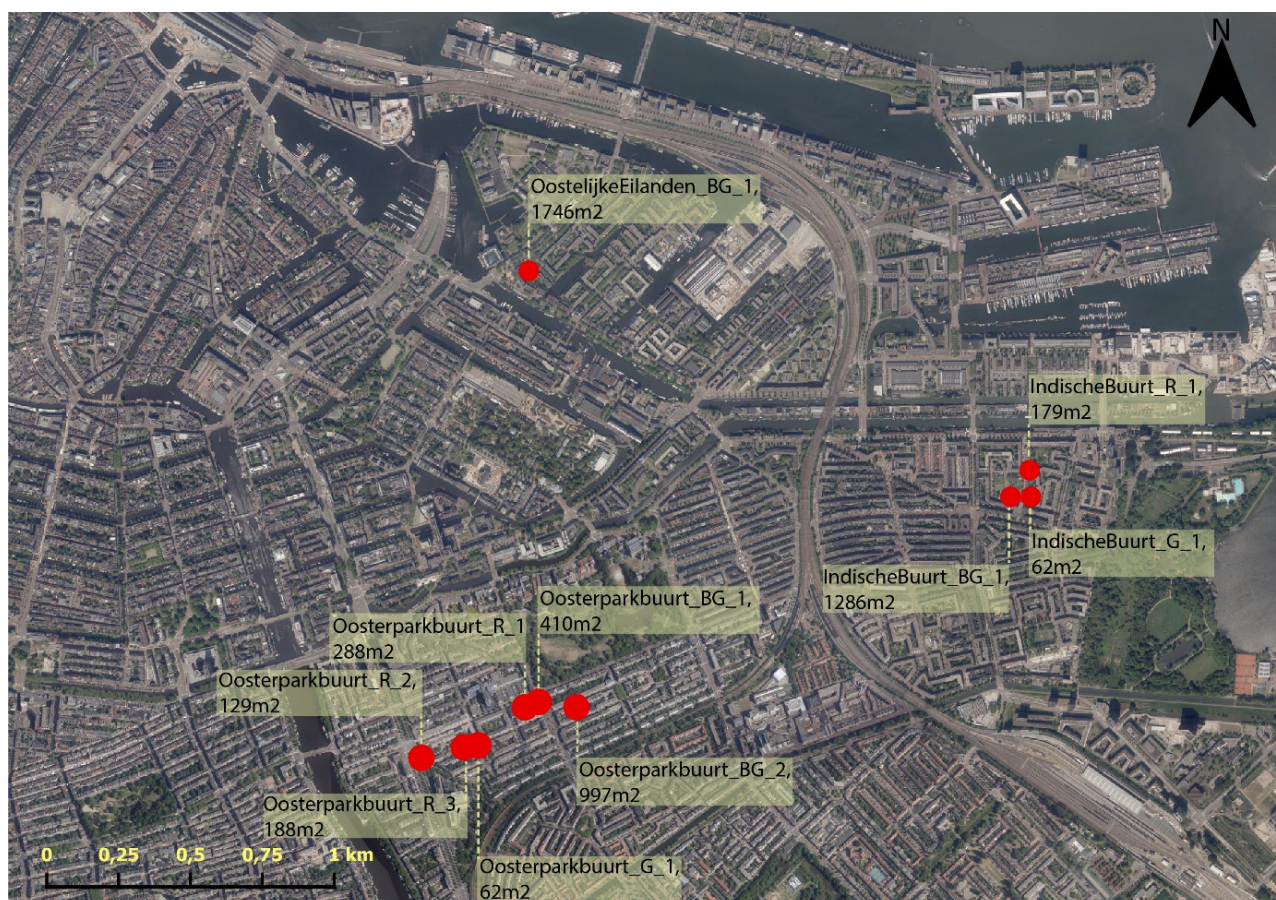 N
OostelijkeEilanden_BG_1,
1746m2
IndischeBuurt_R_1,
179m2
IndischeBuurt_G_1,
62m2
IndischeBuurt_BG_1,
1286m2
Oosterparkbuurt_BG_1,
410m2
Oosterparkbuurt_R_1
288m2
Oosterparkbuurt_R_2,
129m2
Oosterparkbuurt_BG_2,
997m2
Oosterparkbuurt_R_3,
188m2
0 0,25 0,5 0,75 1 km
Oosterparkbuurt_G_1,
62m2